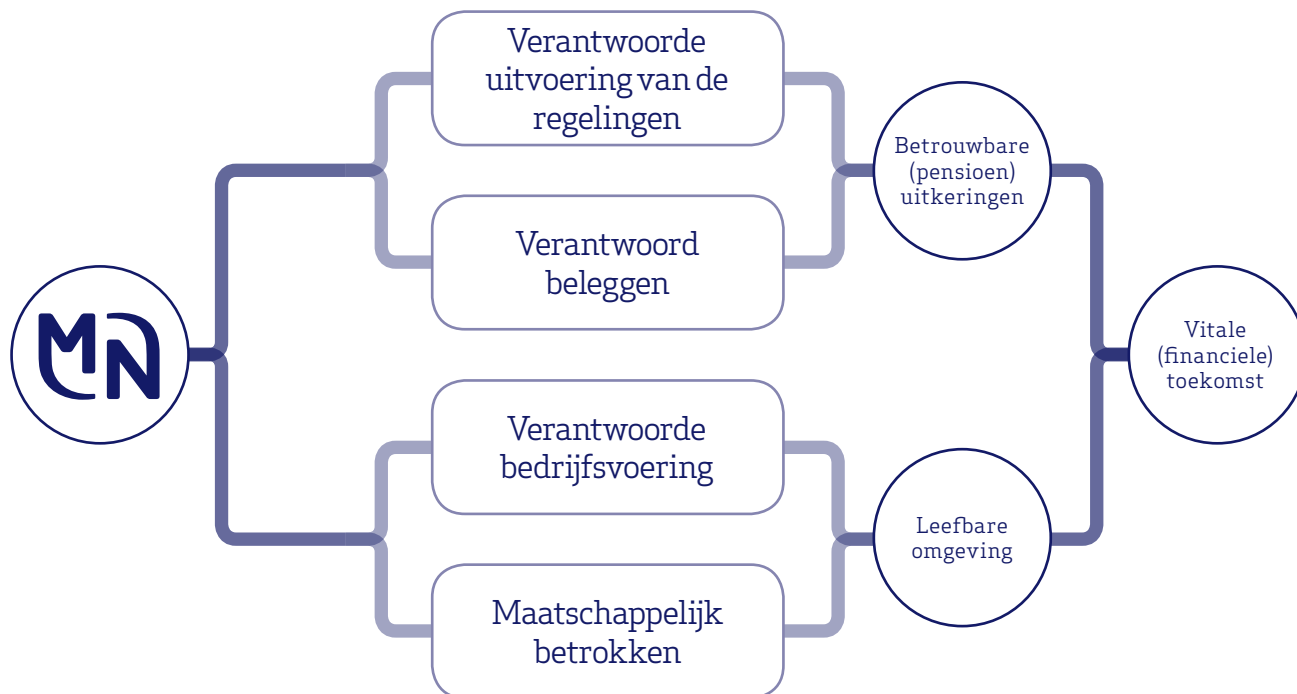 Verantwoorde
uitvoering van de
regelingen
Betrouwbare
(pensioen)
uitkeringen
Verantwoord
beleggen
MN
Vitale
(financiele)
toekomst
Verantwoorde
bedrijfsvoering
Leefbare
omgeving
Maatschappelijk
betrokken